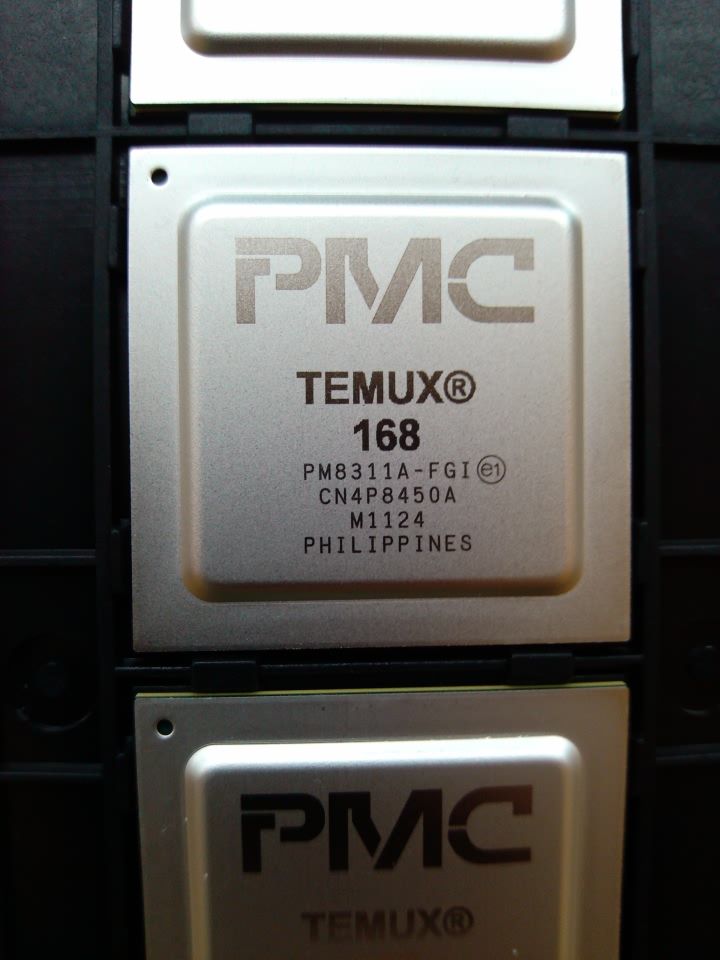 PMC
TEMUX®
168
PM8311A-FGI e1
CN4P8450A
M1124
PHILIPPINES
PMC
TEMUX®